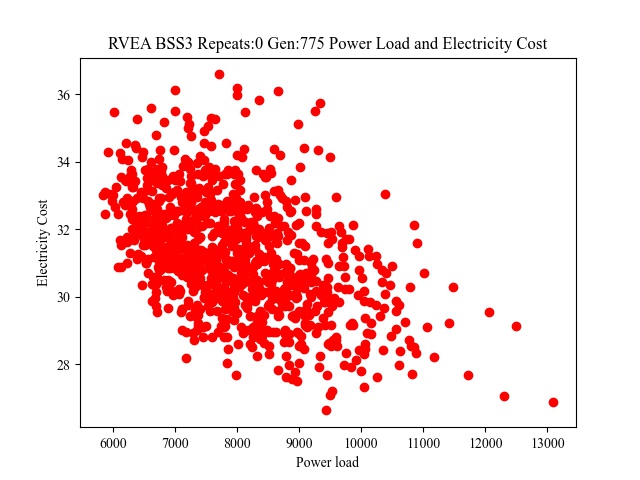 RVEA BSS3 Repeats:0 Gen:775 Power Load and Electricity Cost
36
34
32
30
28
Electricity Cost
6000 7000 8000 9000 10000 11000 12000 13000
Power load